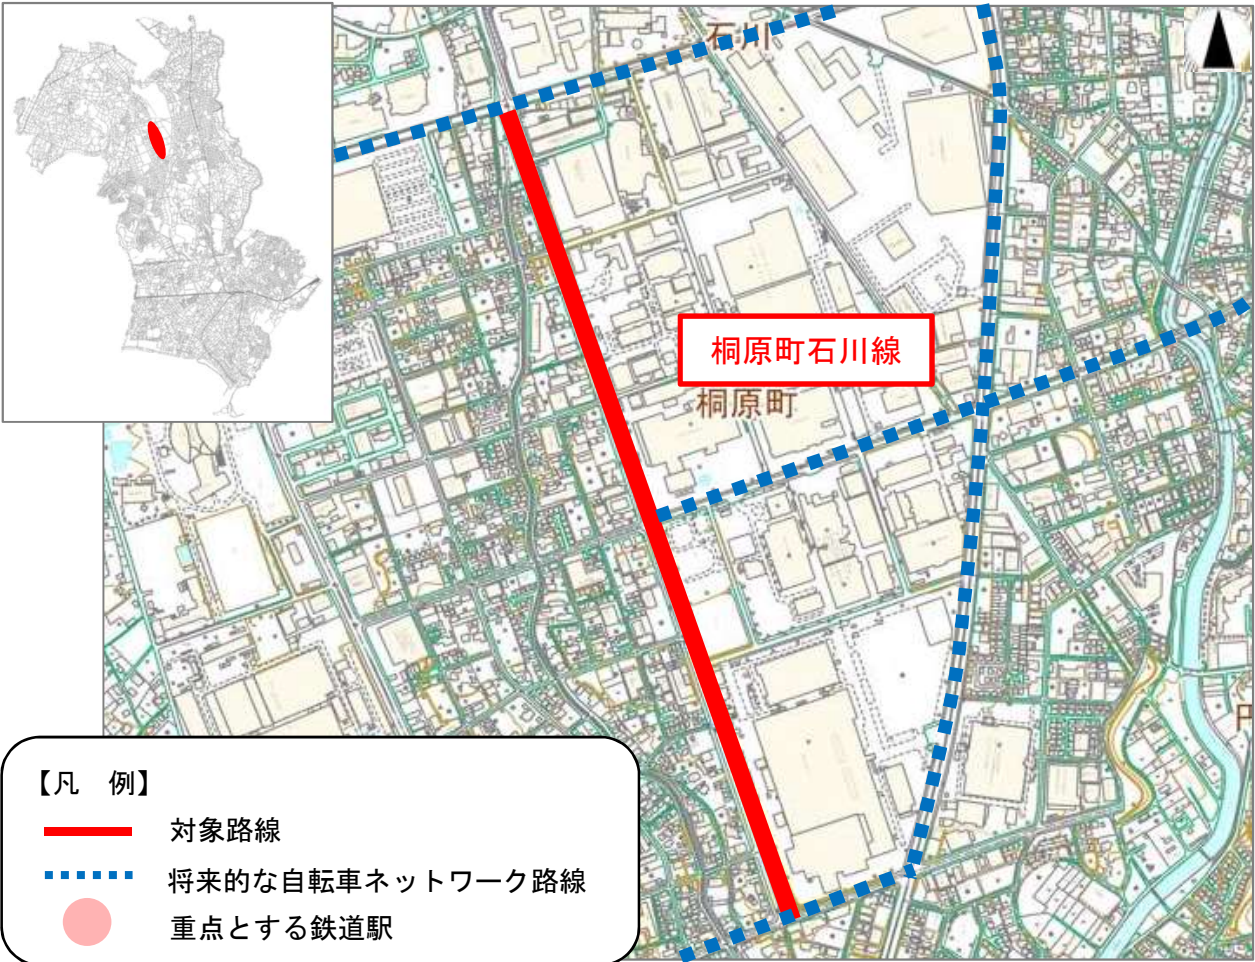 石川
桐原町石川線
桐原町
【凡　例】
対象路線
将来的な自転車ネットワーク路線
重点とする鉄道駅